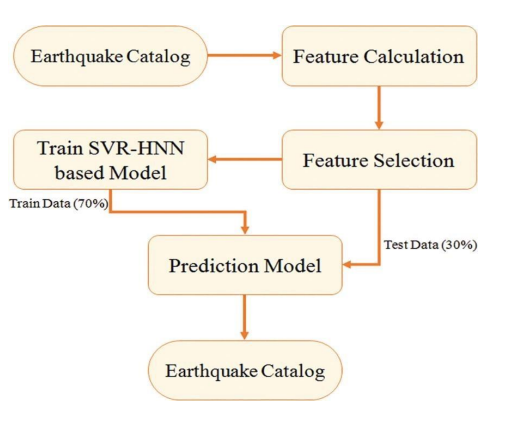 Earthquake Catalog
Feature Calculation
Train SVR-HNN
based Model
Feature Selection
Train Data (70%)
Test Data (30%)
Prediction Model
Earthquake Catalog